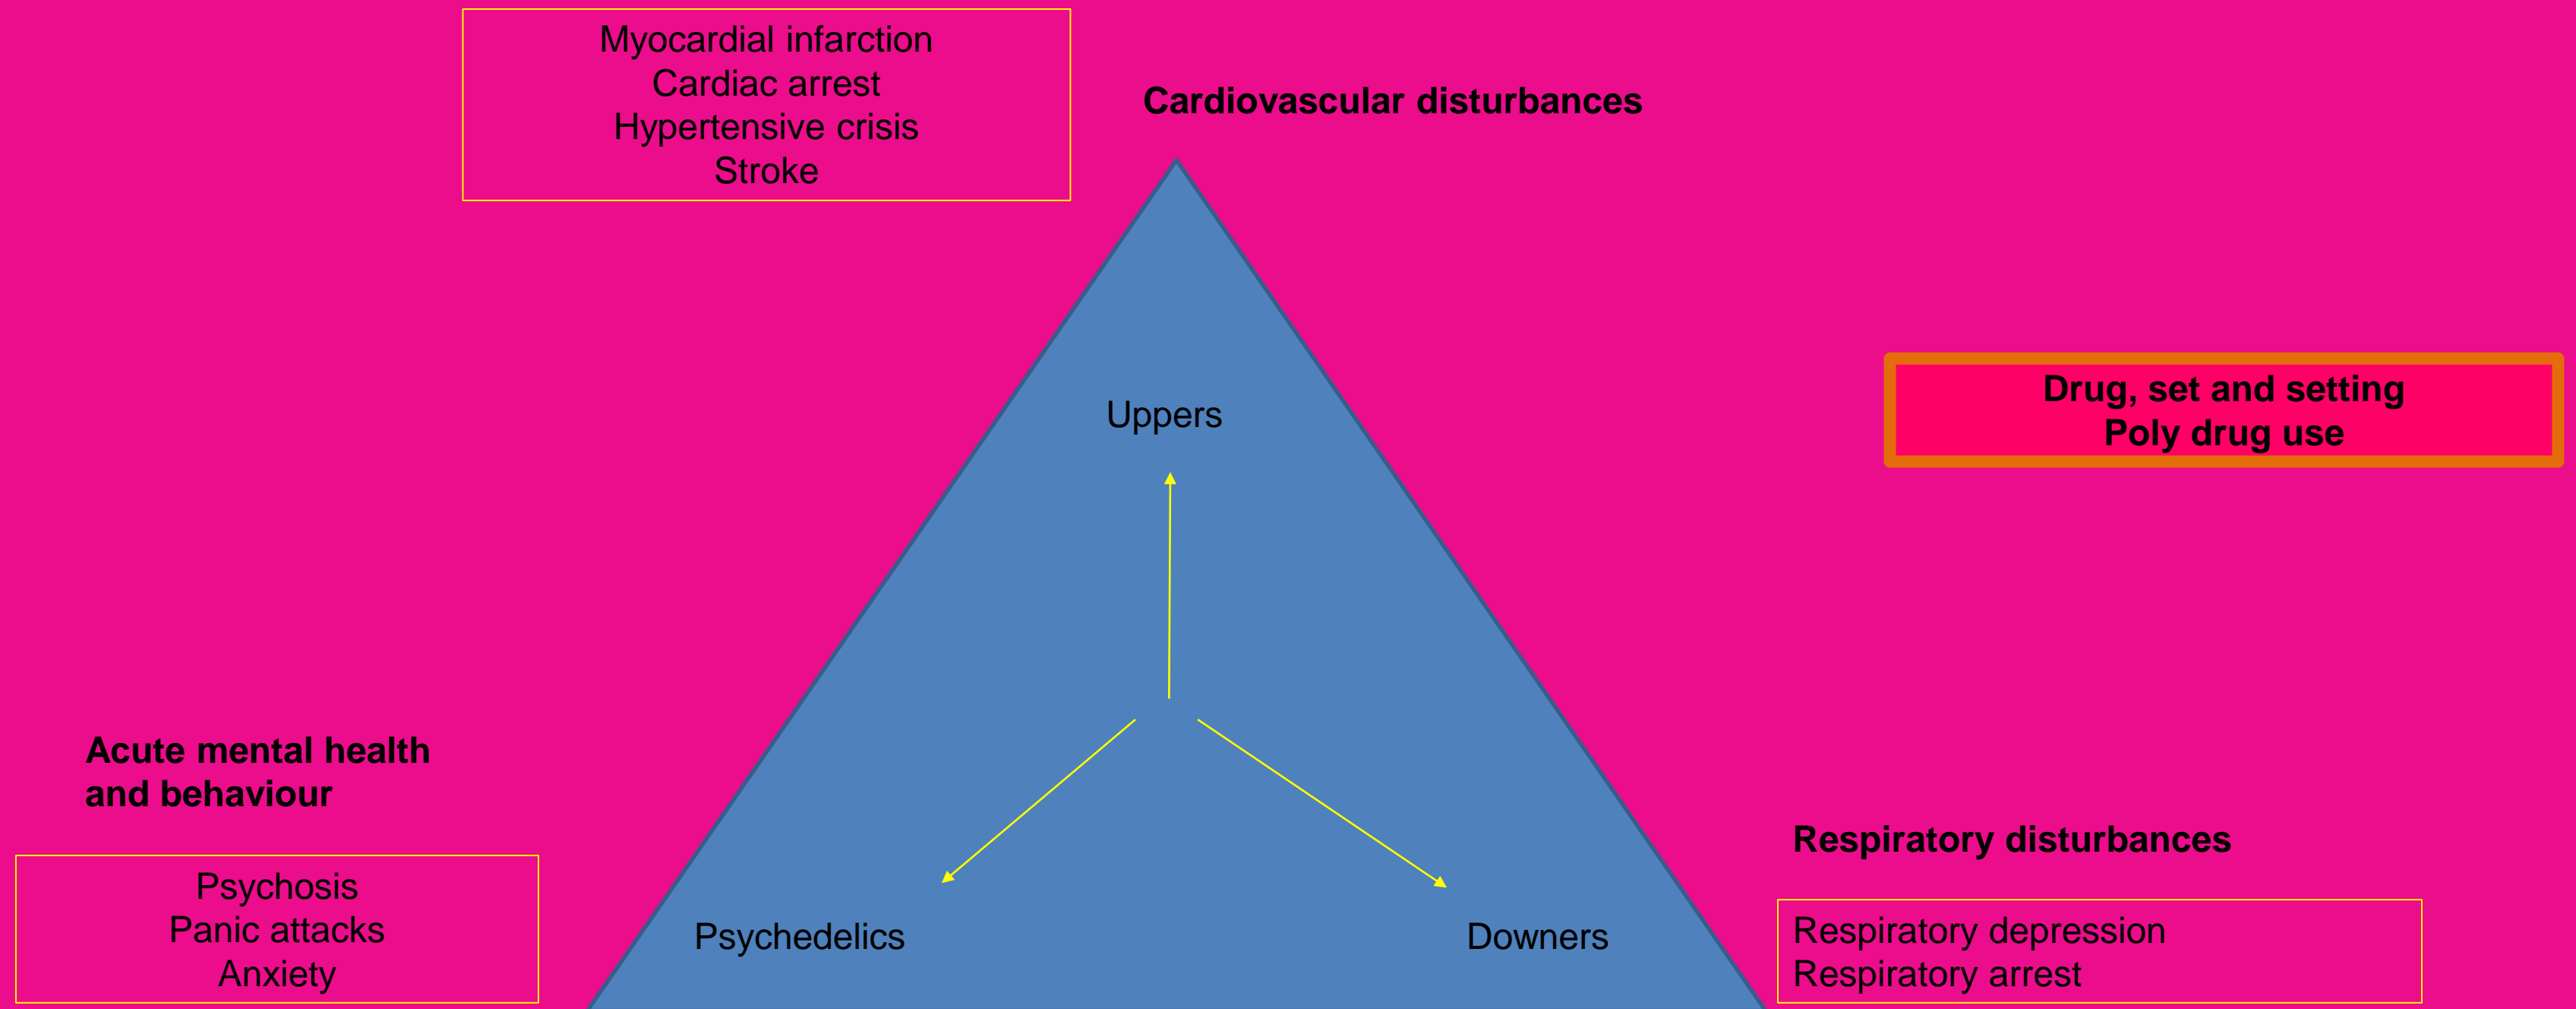 Myocardial infarction
Cardiac arrest
Hypertensive crisis
Stroke
Cardiovascular disturbances
Uppers
Drug, set and setting
Poly drug use
Acute mental health
and behaviour
Psychosis
Panic attacks
Anxiety
Psychedelics
Downers
Respiratory disturbances
Respiratory depression
Respiratory arrest